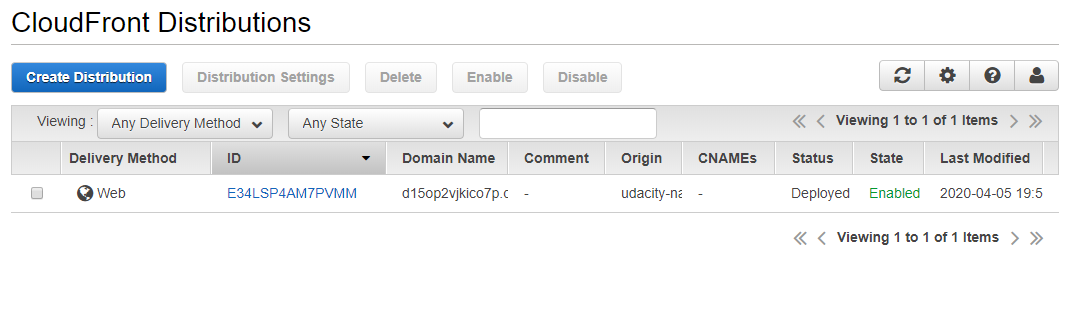 CloudFront Distributions
Create Distribution Distribution Settings Delete Enable Disable
Viewing : Any Delivery Method Any State Viewing 1 to 1 of 1 Items
Delivery Method ID Domain Name Comment Origin CNAMEs Status State Last Modified
Web E34LSP4AM7PVMM d15op2vjkico7p.c - udacity-na - Deployed Enabled 2020-04-05 19:5
Viewing 1 to 1 of 1 Items